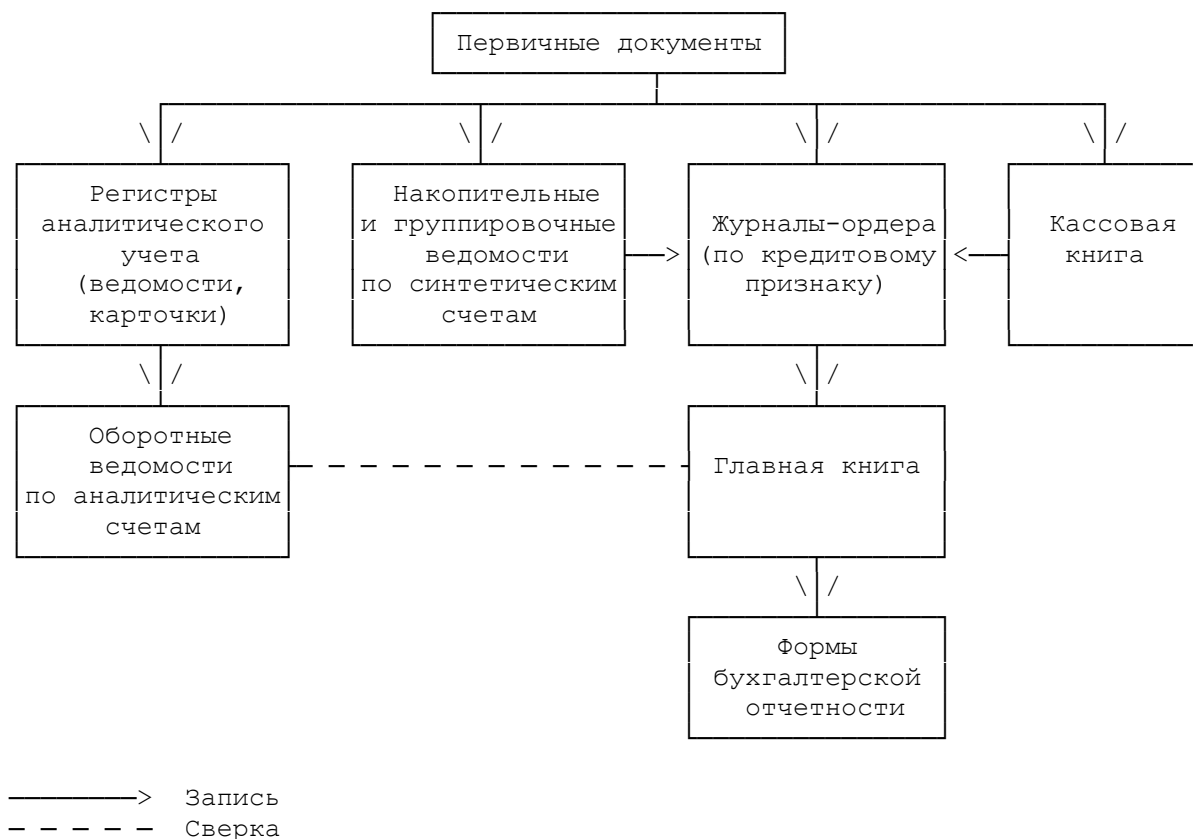 Первичные документы
Регистры
аналитического
учета
(ведомости,
карточки)
Накопительные
и группировочные
ведомости
по синтетическим
счетам
Журналы-ордера
(по кредитовому
признаку)
Кассовая
книга
Оборотные
ведомости
по аналитическим
счетам
Главная книга
Формы
бухгалтерской
отчетности
Запись
Сверка